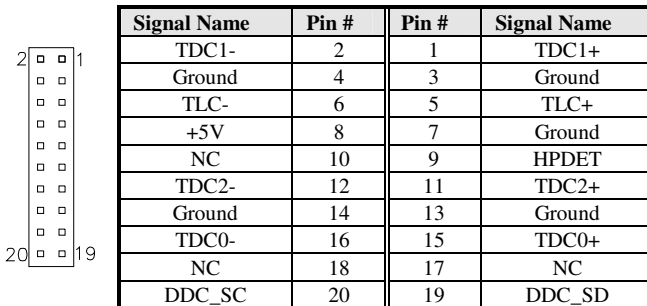 Signal Name Pin # Pin # Signal Name
2 1
TDC1- 2 1 TDC1+
Ground 4 3 Ground
TLC- 6 5 TLC+
+5V 8 7 Ground
NC 10 9 HPDET
TDC2- 12 11 TDC2+
Ground 14 13 Ground
TDC0- 16 15 TDC0+
20 19
NC 18 17 NC
DDC_SC 20 19 DDC_SD